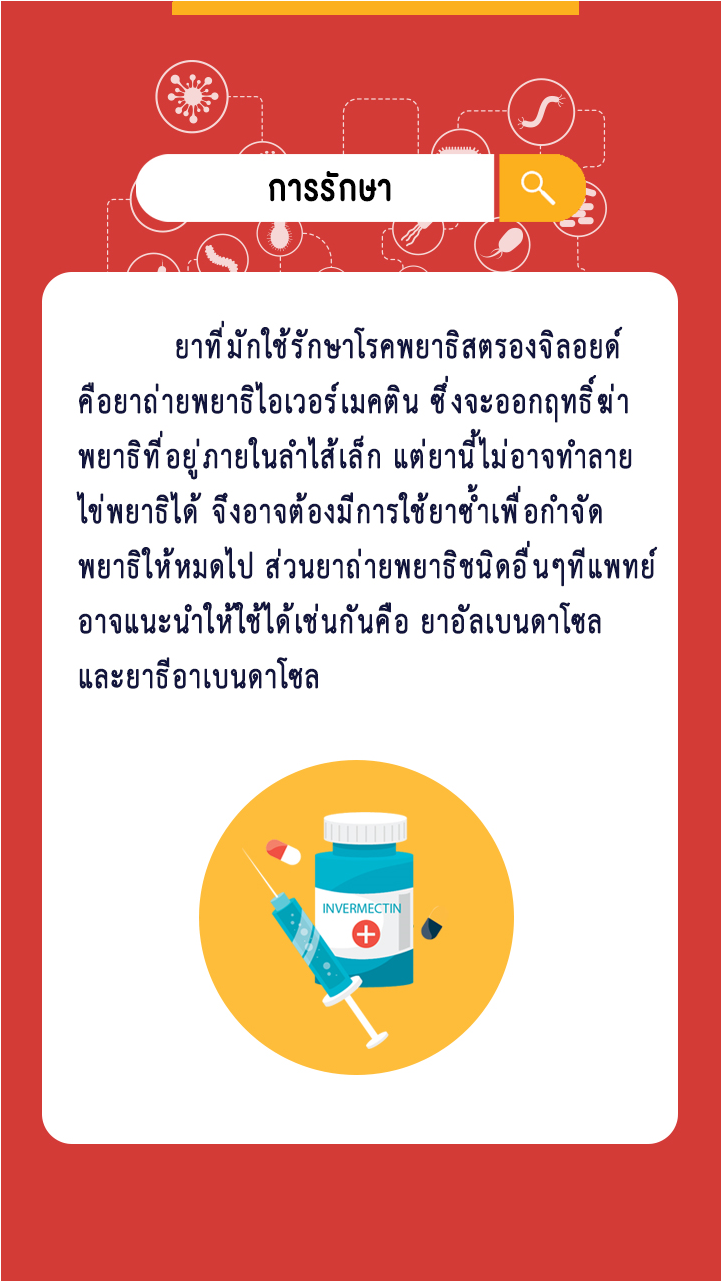 การรักษา
ยาที่มักใช้รักษาโรคพยาธิสตรองจิลอยด์
คือยาถ่ายพยาธิไอเวอร์เมคติน ซึ่งจะออกฤทธิ์ฆ่า
พยาธิที่อยู่ภายในลำไส้เล็ก แต่ยานี้ไม่อาจทำลาย
ไข่พยาธิได้ จึงอาจต้องมีการใช้ยาซ้ำเพื่อกำจัด
พยาธิให้หมดไป ส่วนยาถ่ายพยาธิชนิดอื่นๆทีแพทย์
อาจแนะนำให้ใช้ได้เช่นกันคือ ยาอัลเบนดาโซล
และยาธีอาเบนดาโซล
INVERMECTIN